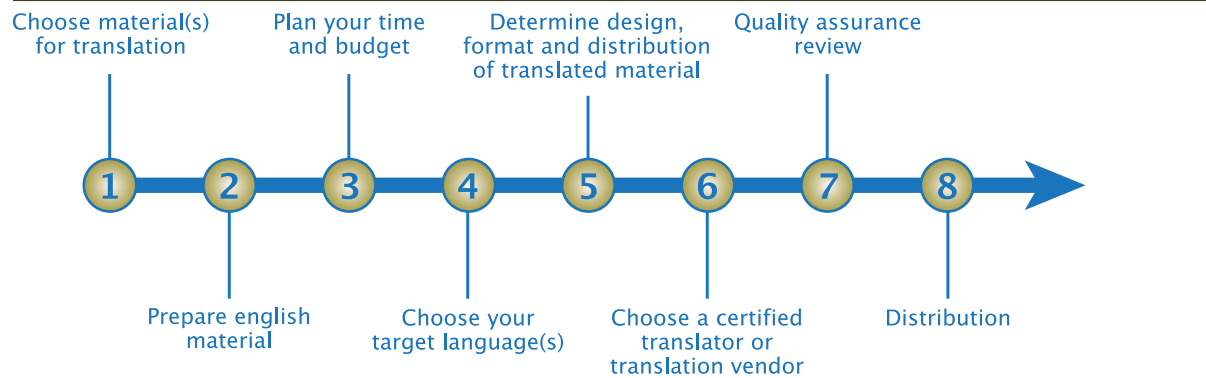 Choose material(s)
for translation
Plan your time
and budget
Determine design,
format and distribution
of translated material
Quality assurance
review
1
2
3
4
5
6
7
8
Prepare english
material
Choose your
target language(s)
Choose a certified
translator or
translation vendor
Distribution